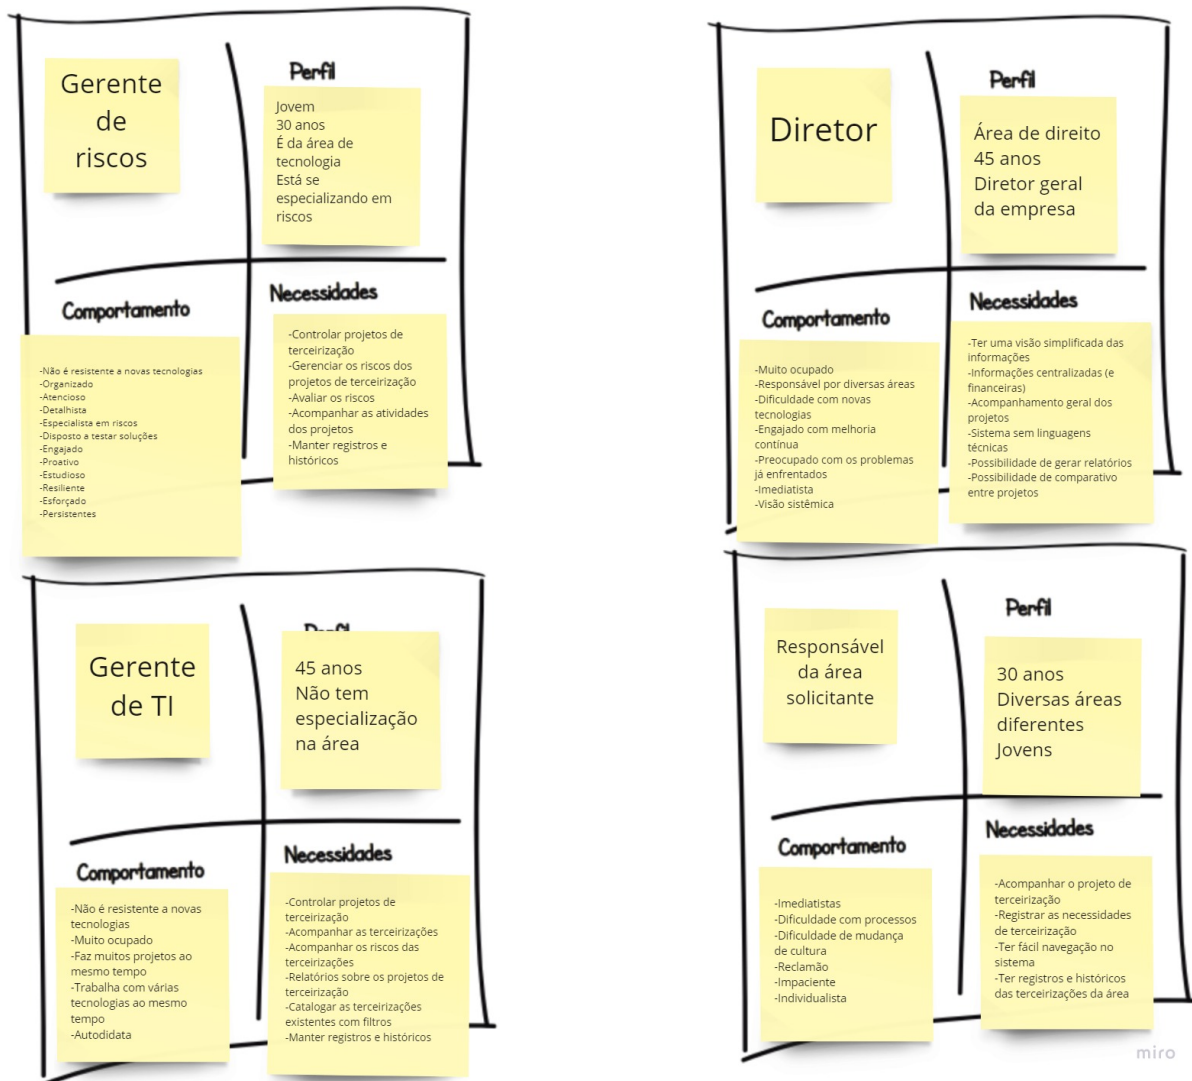 Gerente
de
riscos
Perfil
Jovem
30 anos
É da área de
tecnologia
Está se
especializando em
riscos
Comportamento
-Não é resistente a novas tecnologias
-Organizado
-Atencioso
-Detalhista
-Especialista em riscos
-Disposto a testar soluções
-Engajado
-Proativo
-Estudioso
-Resiliente
-Esforçado
-Persistentes
Necessidades
-Controlar projetos de
terceirização
-Gerenciar os riscos dos
projetos de terceirização
-Avaliar os riscos
-Acompanhar as atividades
dos projetos
-Manter registros e
históricos
Diretor
Perfil
Área de direito
45 anos
Diretor geral
da empresa
Comportamento
-Muito ocupado
-Responsável por diversas áreas
-Dificuldade com novas
tecnologias
-Engajado com melhoria
contínua
-Preocupado com os problemas
já enfrentados
-Imediatista
-Visão sistêmica
Necessidades
-Ter uma visão simplificada das
informações
-Informações centralizadas (e
financeiras)
-Acompanhamento geral dos
projetos
-Sistema sem linguagens
técnicas
-Possibilidade de gerar relatórios
-Possibilidade de comparativo
entre projetos
Gerente
de TI
Perfil
45 anos
Não tem
especialização
na área
Comportamento
-Não é resistente a novas
tecnologias
-Muito ocupado
-Faz muitos projetos ao
mesmo tempo
-Trabalha com várias
tecnologias ao mesmo
tempo
-Autodidata
Necessidades
-Controlar projetos de
terceirização
-Acompanhar as terceirizações
-Acompanhar os riscos das
terceirizações
-Relatórios sobre os projetos de
terceirização
-Catalogar as terceirizações
existentes com filtros
-Manter registros e históricos
Responsável
da área
solicitante
Perfil
30 anos
Diversas áreas
diferentes
Jovens
Comportamento
-Imediatistas
-Dificuldade com processos
-Dificuldade de mudança
de cultura
-Reclamão
-Impaciente
-Individualista
Necessidades
-Acompanhar o projeto de
terceirização
-Registrar as necessidades
de terceirização
-Ter fácil navegação no
sistema
-Ter registros e históricos
das terceirizações da área
miro